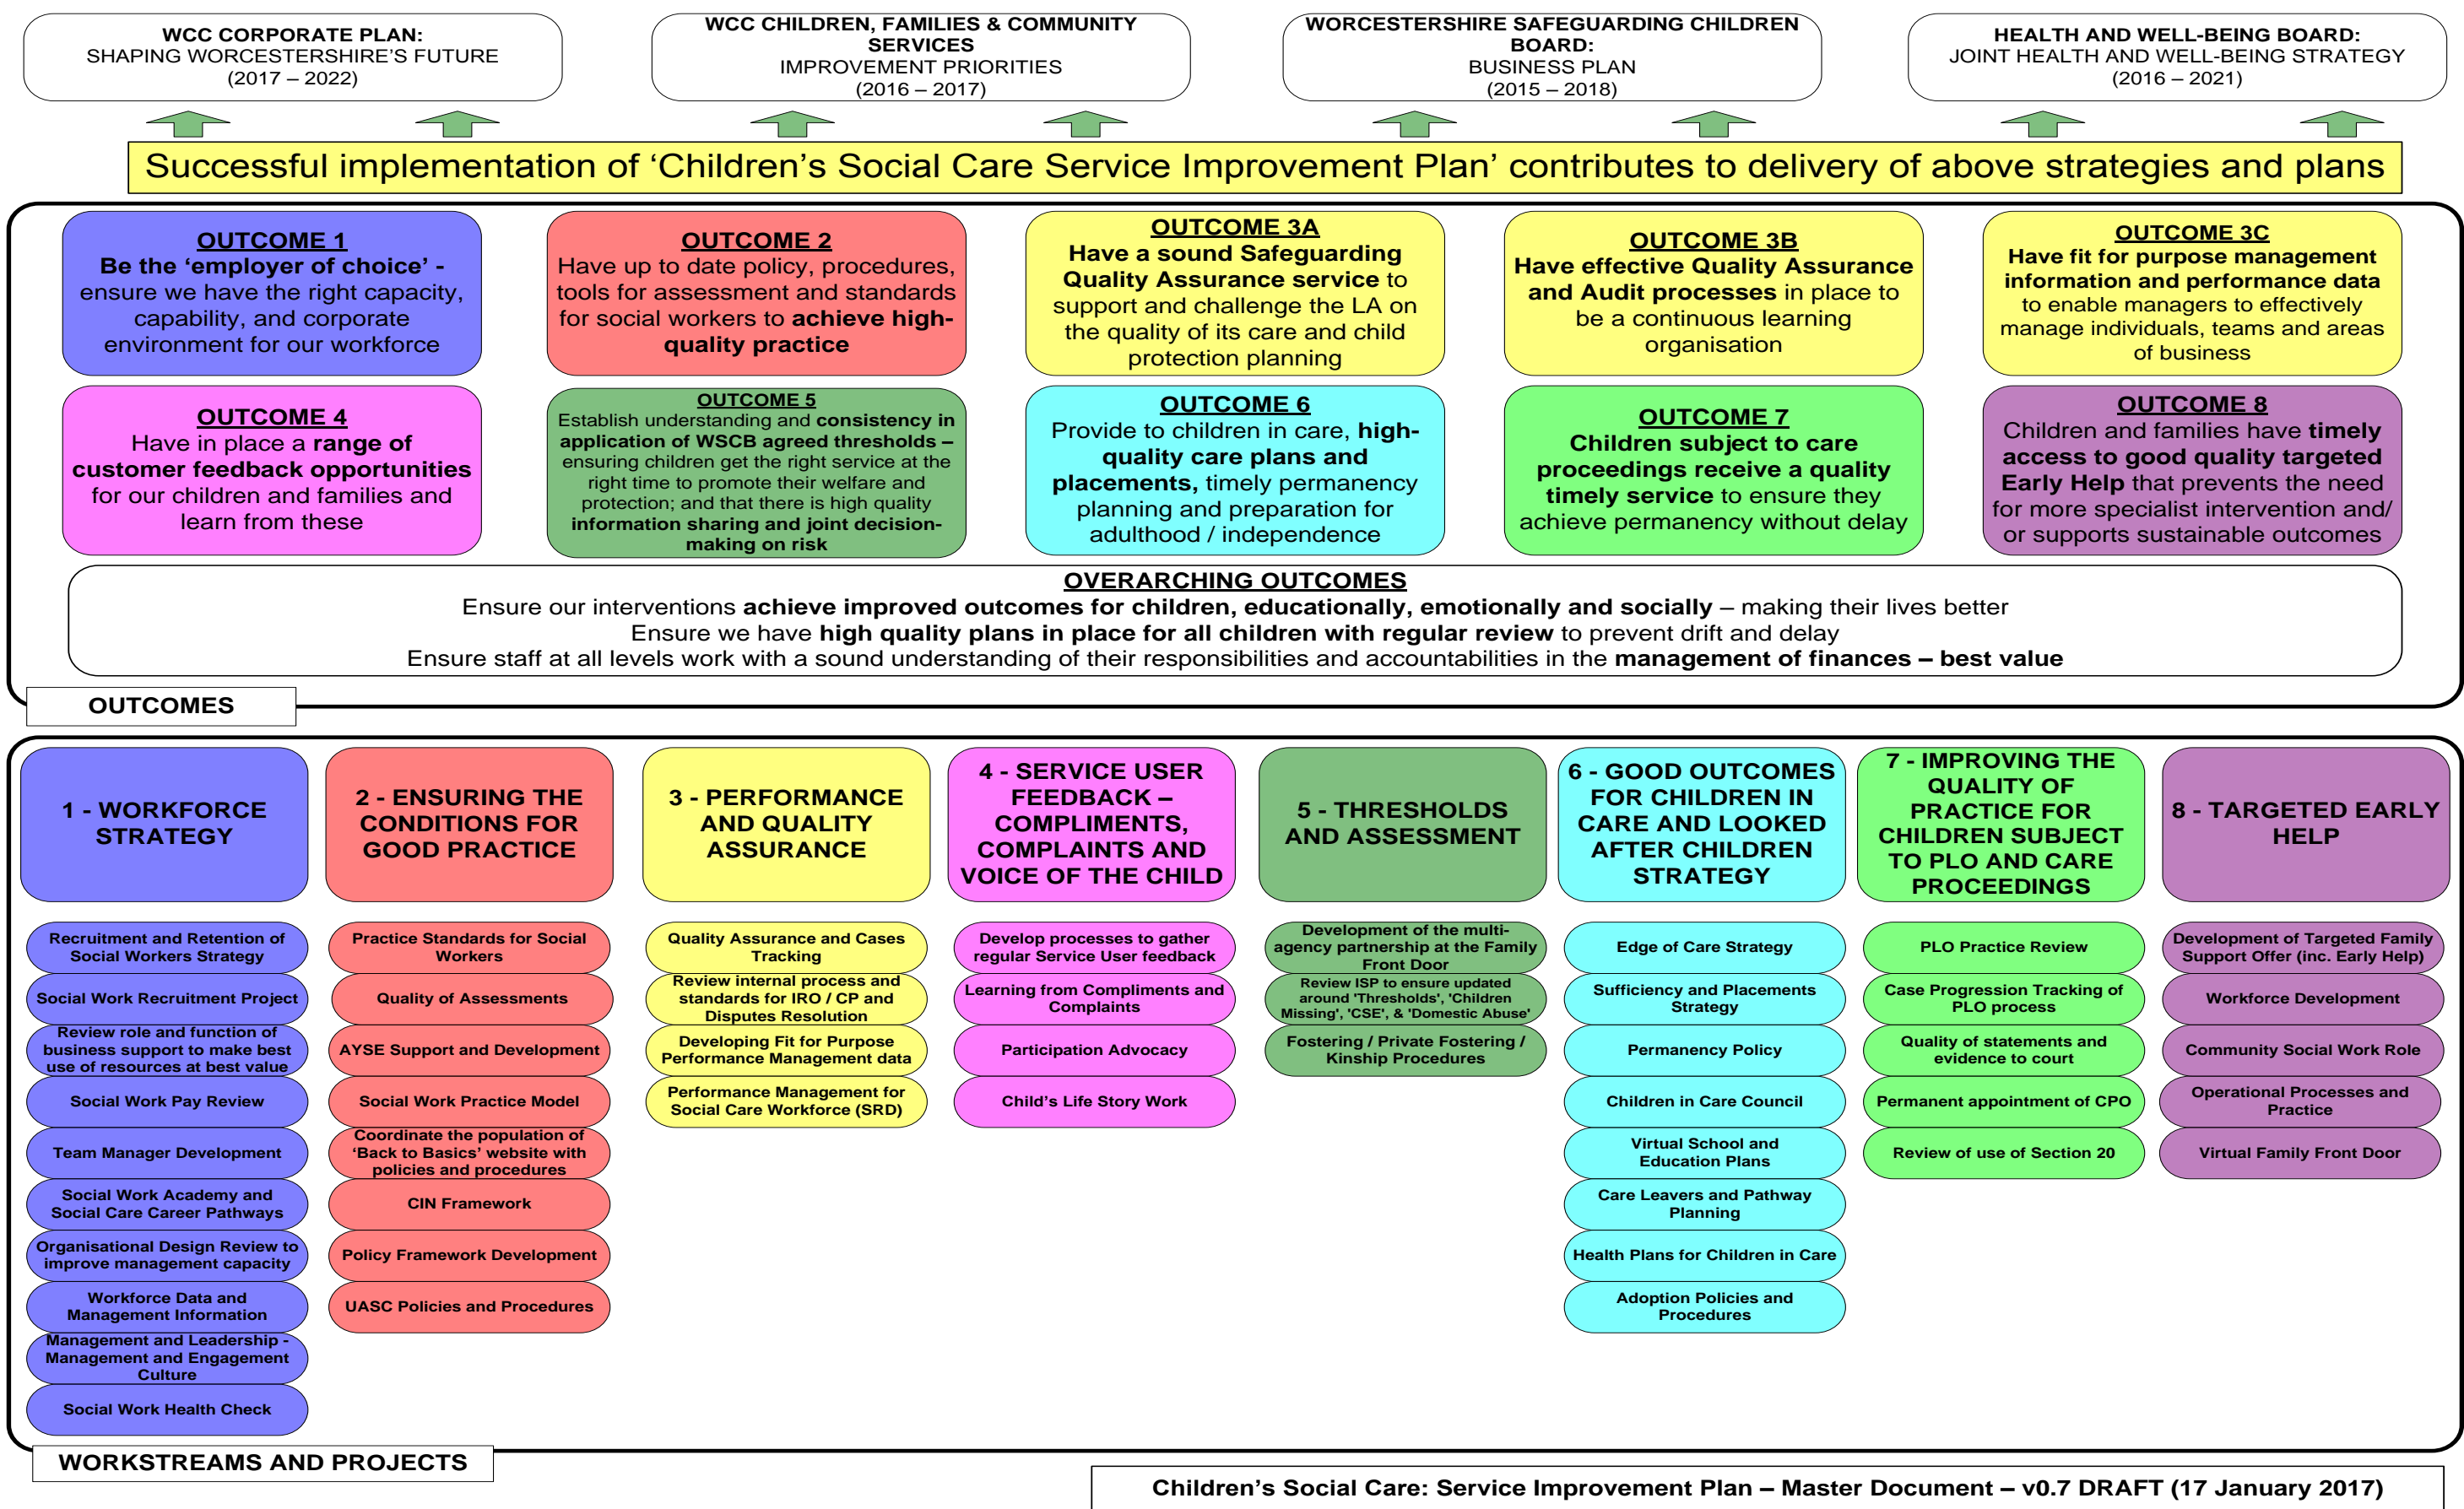 WCC CORPORATE PLAN:
SHAPING WORCESTERSHIRE'S FUTURE
(2017 – 2022)
WCC CHILDREN, FAMILIES & COMMUNITY
SERVICES
IMPROVEMENT PRIORITIES
(2016 – 2017)
WORCESTERSHIRE SAFEGUARDING CHILDREN
BOARD:
BUSINESS PLAN
(2015 – 2018)
HEALTH AND WELL-BEING BOARD:
JOINT HEALTH AND WELL-BEING STRATEGY
(2016 – 2021)
Successful implementation of ‘Children’s Social Care Service Improvement Plan’ contributes to delivery of above strategies and plans
OUTCOME 1
Be the ‘employer of choice’ -
ensure we have the right capacity,
capability, and corporate
environment for our workforce
OUTCOME 2
Have up to date policy, procedures,
tools for assessment and standards
for social workers to achieve high-
quality practice
OUTCOME 3A
Have a sound Safeguarding
Quality Assurance service to
support and challenge the LA on
the quality of its care and child
protection planning
OUTCOME 3B
Have effective Quality Assurance
and Audit processes in place to
be a continuous learning
organisation
OUTCOME 3C
Have fit for purpose management
information and performance data
to enable managers to effectively
manage individuals, teams and areas
of business
OUTCOME 4
Have in place a range of
customer feedback opportunities
for our children and families and
learn from these
OUTCOME 5
Establish understanding and consistency in
application of WSCB agreed thresholds –
ensuring children get the right service at the
right time to promote their welfare and
protection; and that there is high quality
information sharing and joint decision-
making on risk
OUTCOME 6
Provide to children in care, high-
quality care plans and
placements, timely permanency
planning and preparation for
adulthood / independence
OUTCOME 7
Children subject to care
proceedings receive a quality
timely service to ensure they
achieve permanency without delay
OUTCOME 8
Children and families have timely
access to good quality targeted
Early Help that prevents the need
for more specialist intervention and/
or supports sustainable outcomes
OVERARCHING OUTCOMES
Ensure our interventions achieve improved outcomes for children, educationally, emotionally and socially – making their lives better
Ensure we have high quality plans in place for all children with regular review to prevent drift and delay
Ensure staff at all levels work with a sound understanding of their responsibilities and accountabilities in the management of finances – best value
OUTCOMES
1 - WORKFORCE
STRATEGY
Recruitment and Retention of
Social Workers Strategy
Social Work Recruitment Project
Review role and function of
business support to make best
use of resources at best value
Social Work Pay Review
Team Manager Development
Social Work Academy and
Social Care Career Pathways
Organisational Design Review to
improve management capacity
Workforce Data and
Management Information
Management and Leadership -
Management and Engagement
Culture
Social Work Health Check
2 - ENSURING THE
CONDITIONS FOR
GOOD PRACTICE
Practice Standards for Social
Workers
Quality of Assessments
AYSE Support and Development
Social Work Practice Model
Coordinate the population of
‘Back to Basics’ website with
policies and procedures
CIN Framework
Policy Framework Development
UASC Policies and Procedures
3 - PERFORMANCE
AND QUALITY
ASSURANCE
Quality Assurance and Cases
Tracking
Review internal process and
standards for IRO / CP and
Disputes Resolution
Developing Fit for Purpose
Performance Management data
Performance Management for
Social Care Workforce (SRD)
4 - SERVICE USER
FEEDBACK –
COMPLIMENTS,
COMPLAINTS AND
VOICE OF THE CHILD
Develop processes to gather
regular Service User feedback
Learning from Compliments and
Complaints
Participation Advocacy
Child’s Life Story Work
5 - THRESHOLDS
AND ASSESSMENT
Development of the multi-
agency partnership at the Family
Front Door
Review ISP to ensure updated
around 'Thresholds', 'Children
Missing', 'CSE', & 'Domestic Abuse'
Fostering / Private Fostering /
Kinship Procedures
6 - GOOD OUTCOMES
FOR CHILDREN IN
CARE AND LOOKED
AFTER CHILDREN
STRATEGY
Edge of Care Strategy
Sufficiency and Placements
Strategy
Permanency Policy
Children in Care Council
Virtual School and
Education Plans
Care Leavers and Pathway
Planning
Health Plans for Children in Care
Adoption Policies and
Procedures
7 - IMPROVING THE
QUALITY OF
PRACTICE FOR
CHILDREN SUBJECT
TO PLO AND CARE
PROCEEDINGS
PLO Practice Review
Case Progression Tracking of
PLO process
Quality of statements and
evidence to court
Permanent appointment of CPO
Review of use of Section 20
8 - TARGETED EARLY
HELP
Development of Targeted Family
Support Offer (inc. Early Help)
Workforce Development
Community Social Work Role
Operational Processes and
Practice
Virtual Family Front Door
WORKSTREAMS AND PROJECTS
Children’s Social Care: Service Improvement Plan – Master Document – v0.7 DRAFT (17 January 2017)